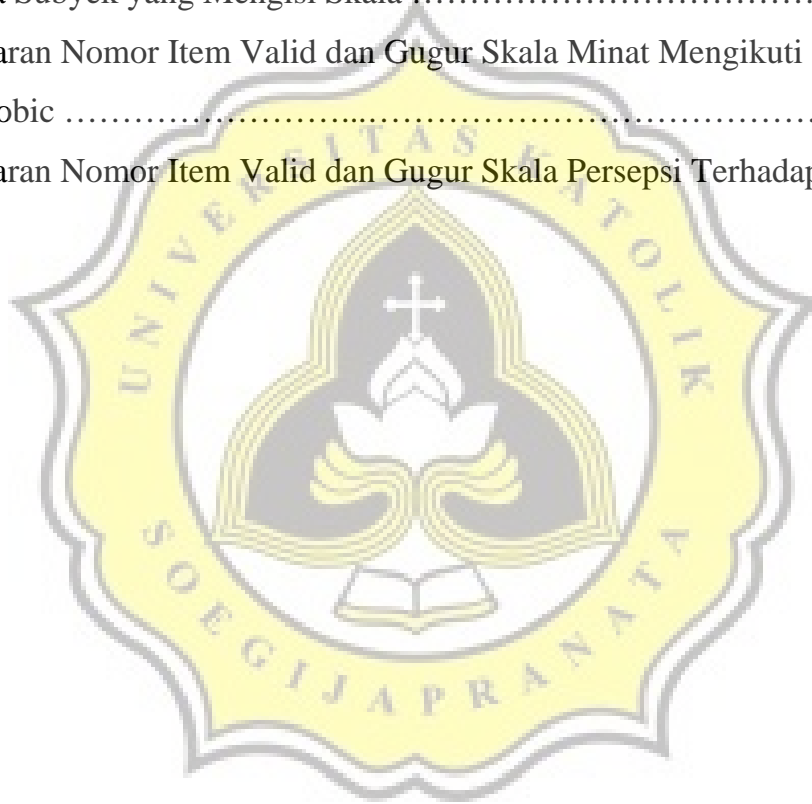 Subyek yang Mengisi Skala ……………………………
aran Nomor Item Valid dan Gugur Skala Minat Mengikuti
obic ……………………...……………………………
aran Nomor Item Valid dan Gugur Skala Persepsi Terhadap
UNIVERSITAS KATOLIK
SOEGIJAPRANATA